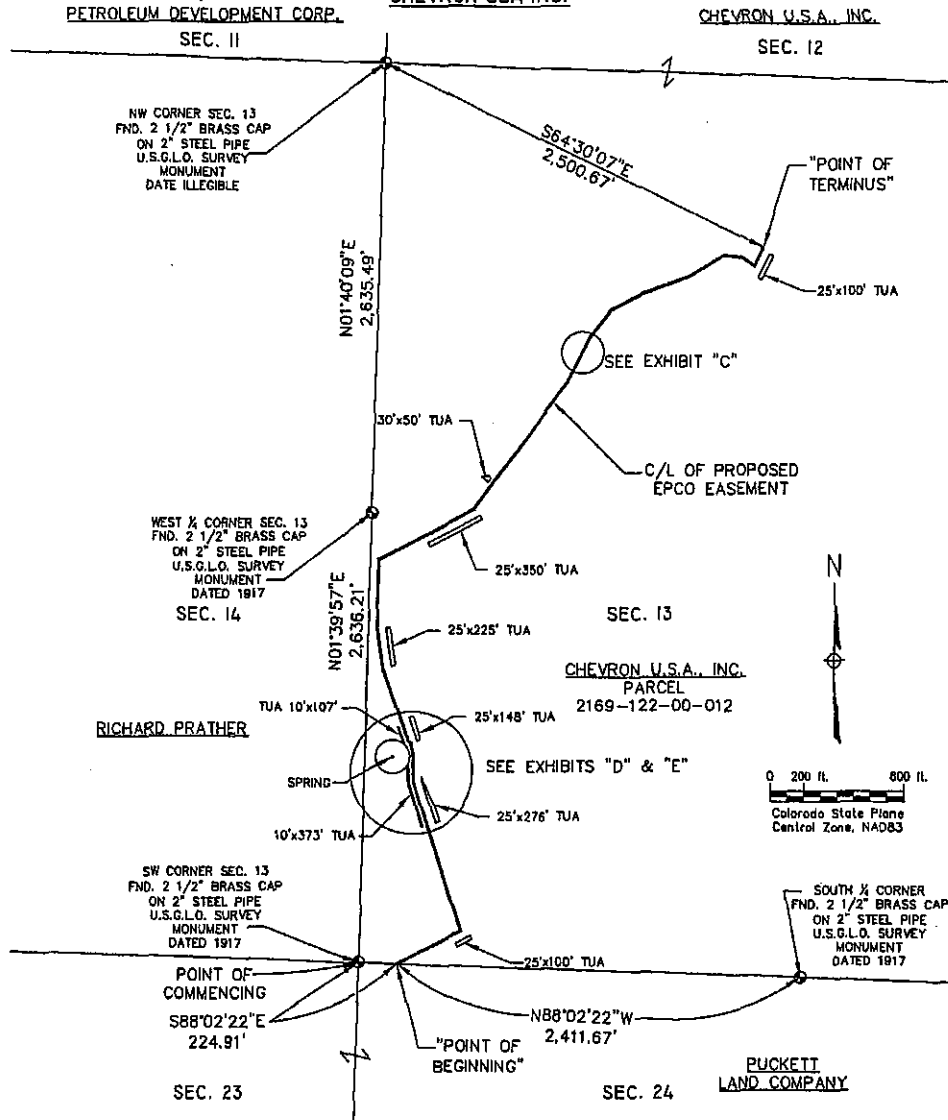 PETROLEUM DEVELOPMENT CORP.
CHEVRON USA INC.
CHEVRON U.S.A., INC.
SEC. 11
SEC. 12
NW CORNER SEC. 13
FND. 2 1/2" BRASS CAP
ON 2" STEEL PIPE
U.S.G.L.O. SURVEY
MONUMENT
DATE ILLEGIBLE
S64°30'07"E
2,500.67'
"POINT OF
TERMINUS"
25'x100' TUA
N01°40'09"E
2,635.49'
SEE EXHIBIT "C"
30'x50' TUA
C/L OF PROPOSED
EPCO EASEMENT
WEST ¼ CORNER SEC. 13
FND. 2 1/2" BRASS CAP
ON 2" STEEL PIPE
U.S.G.L.O. SURVEY
MONUMENT
DATED 1917
25'x350' TUA
SEC. 14
N01°39'57"E
2,636.21'
SEC. 13
N
25'x225' TUA
CHEVRON U.S.A., INC.
PARCEL
2169-122-00-012
TUA 10'x107'
25'x148' TUA
RICHARD PRATHER
SPRING
SEE EXHIBITS "D" & "E"
0 200 ft. 800 ft.
Colorado State Plane
Central Zone, NAD83
10'x373' TUA
25'x276' TUA
SW CORNER SEC. 13
FND. 2 1/2" BRASS CAP
ON 2" STEEL PIPE
U.S.G.L.O. SURVEY
MONUMENT
DATED 1917
SOUTH ¼ CORNER
FND. 2 1/2" BRASS CAP
ON 2" STEEL PIPE
U.S.G.L.O. SURVEY
MONUMENT
DATED 1917
25'x100' TUA
POINT OF
COMMENCING
S88°02'22"E
224.91'
N88°02'22"W
2,411.67'
"POINT OF
BEGINNING"
PUCKETT
LAND COMPANY
SEC. 23
SEC. 24